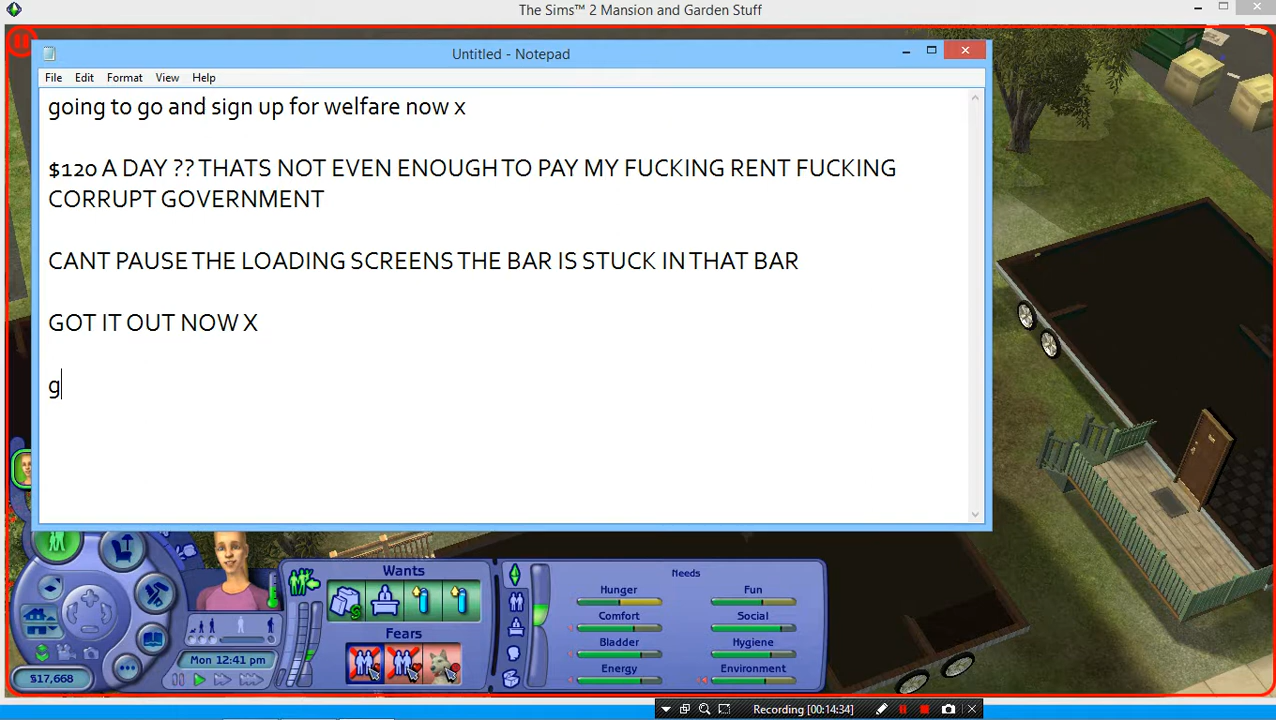 The Sims™ 2 Mansion and Garden Stuff
Untitled - Notepad
File Edit Format View Help
going to go and sign up for welfare now x
$120 A DAY ?? THATS NOT EVEN ENOUGH TO PAY MY FUCKING RENT FUCKING
CORRUPT GOVERNMENT
CANT PAUSE THE LOADING SCREENS THE BAR IS STUCK IN THAT BAR
GOT IT OUT NOW X
g
Wants
Fears
Needs
Hunger Fun
Comfort Social
Bladder Hygiene
Energy Environment
Mon 12:41 pm
$17,668
Recording [00:14:34]